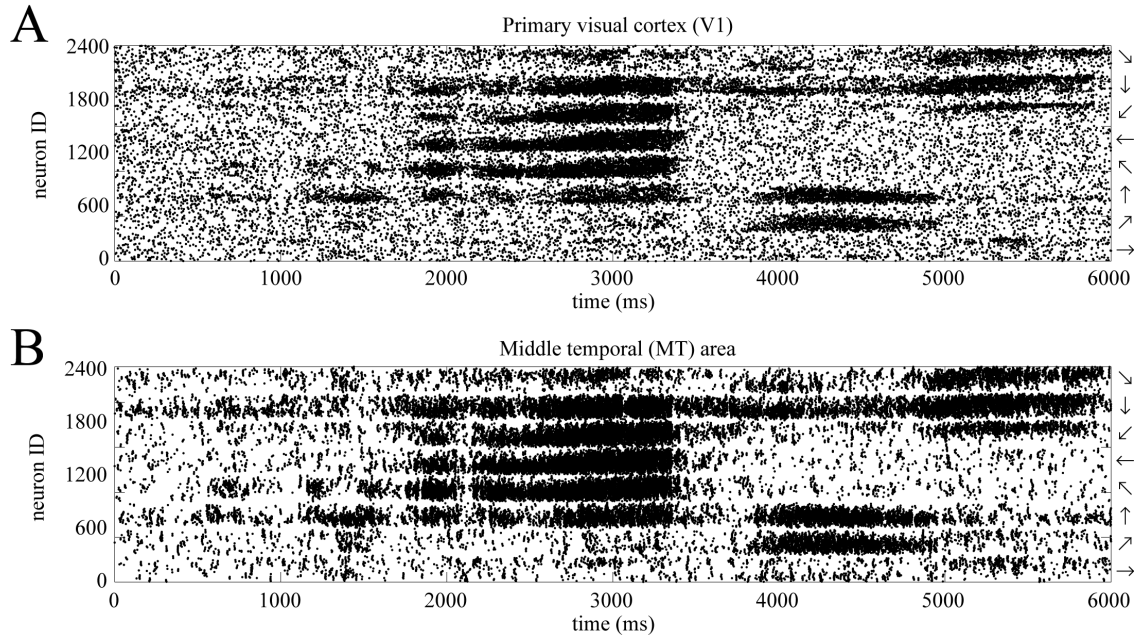 A
Primary visual cortex (V1)
2400 ↘
↓
1800
↙
neuron ID
1200 ←
↖
600 ↑
↗
0 →
0 1000 2000 3000 4000 5000 6000
time (ms)
B
Middle temporal (MT) area
2400 ↘
↓
1800
↙
neuron ID
1200 ←
↖
600 ↑
↗
0 →
0 1000 2000 3000 4000 5000 6000
time (ms)